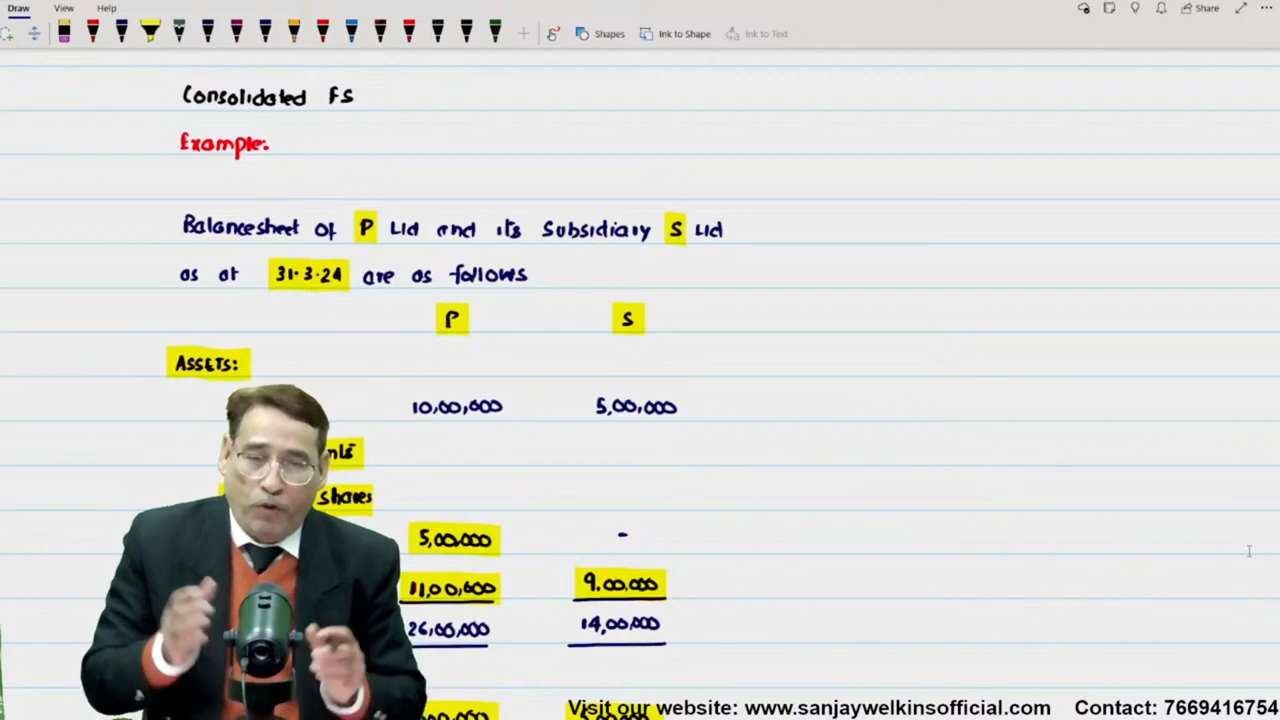 Draw View Help
Share
Shapes Ink to Shape Ink to Text
Consolidated FS
Example:
Balancesheet of P Ltd and its Subsidiary S Ltd
as at 31.3.24 are as follows
P S
ASSETS:
10,00,000 5,00,000
shares
5,00,000 -
11,00,000 9,00,000
26,00,000 14,00,000
Visit our website: www.sanjaywelkinsofficial.com Contact: 7669416754